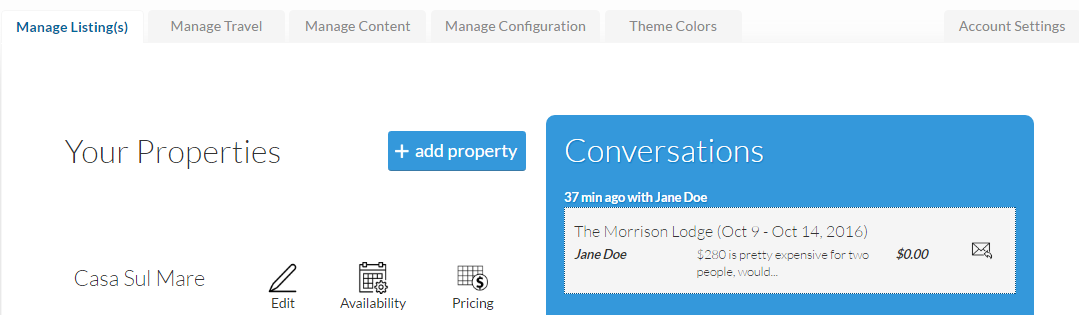 Manage Listing(s) Manage Travel Manage Content Manage Configuration Theme Colors Account Settings
Your Properties
+ add property
Casa Sul Mare
Edit
Availability
Pricing
Conversations
37 min ago with Jane Doe
The Morrison Lodge (Oct 9 - Oct 14, 2016)
Jane Doe
$280 is pretty expensive for two
people, would...
$0.00